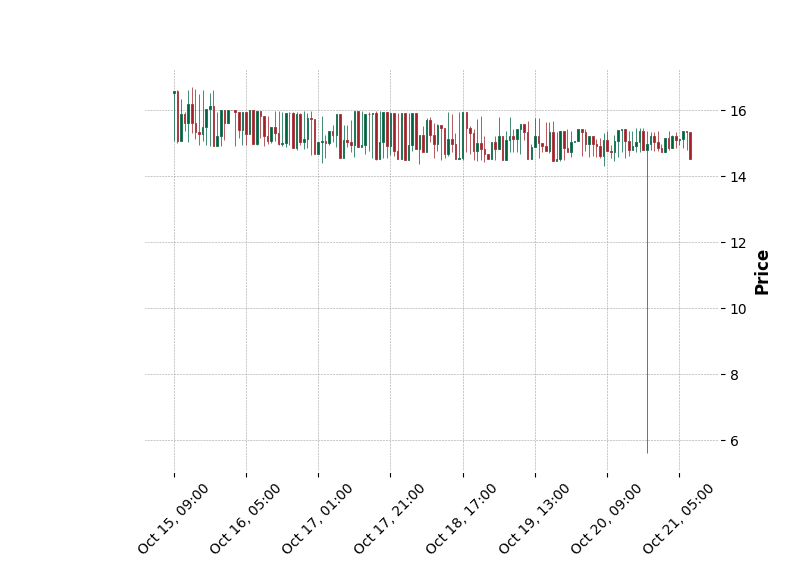 16
14
12
10
8
6
Price
Oct 15, 09:00
Oct 16, 05:00
Oct 17, 01:00
Oct 17, 21:00
Oct 18, 17:00
Oct 19, 13:00
Oct 20, 09:00
Oct 21, 05:00